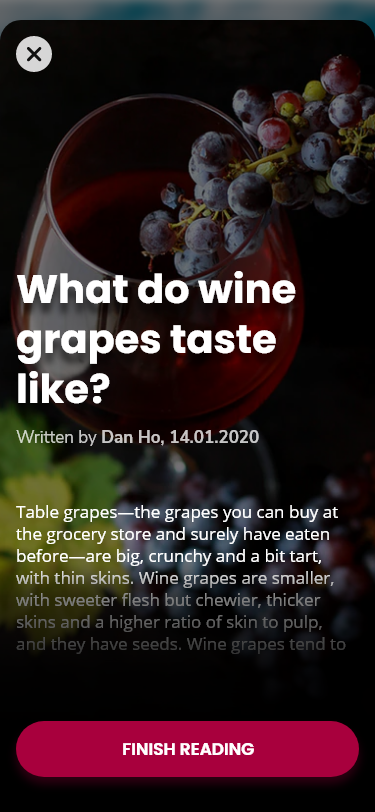 What do wine
grapes taste
like?
Written by Dan Ho, 14.01.2020
Table grapes—the grapes you can buy at
the grocery store and surely have eaten
before—are big, crunchy and a bit tart,
with thin skins. Wine grapes are smaller,
with sweeter flesh but chewier, thicker
skins and a higher ratio of skin to pulp,
and they have seeds. Wine grapes tend to
FINISH READING